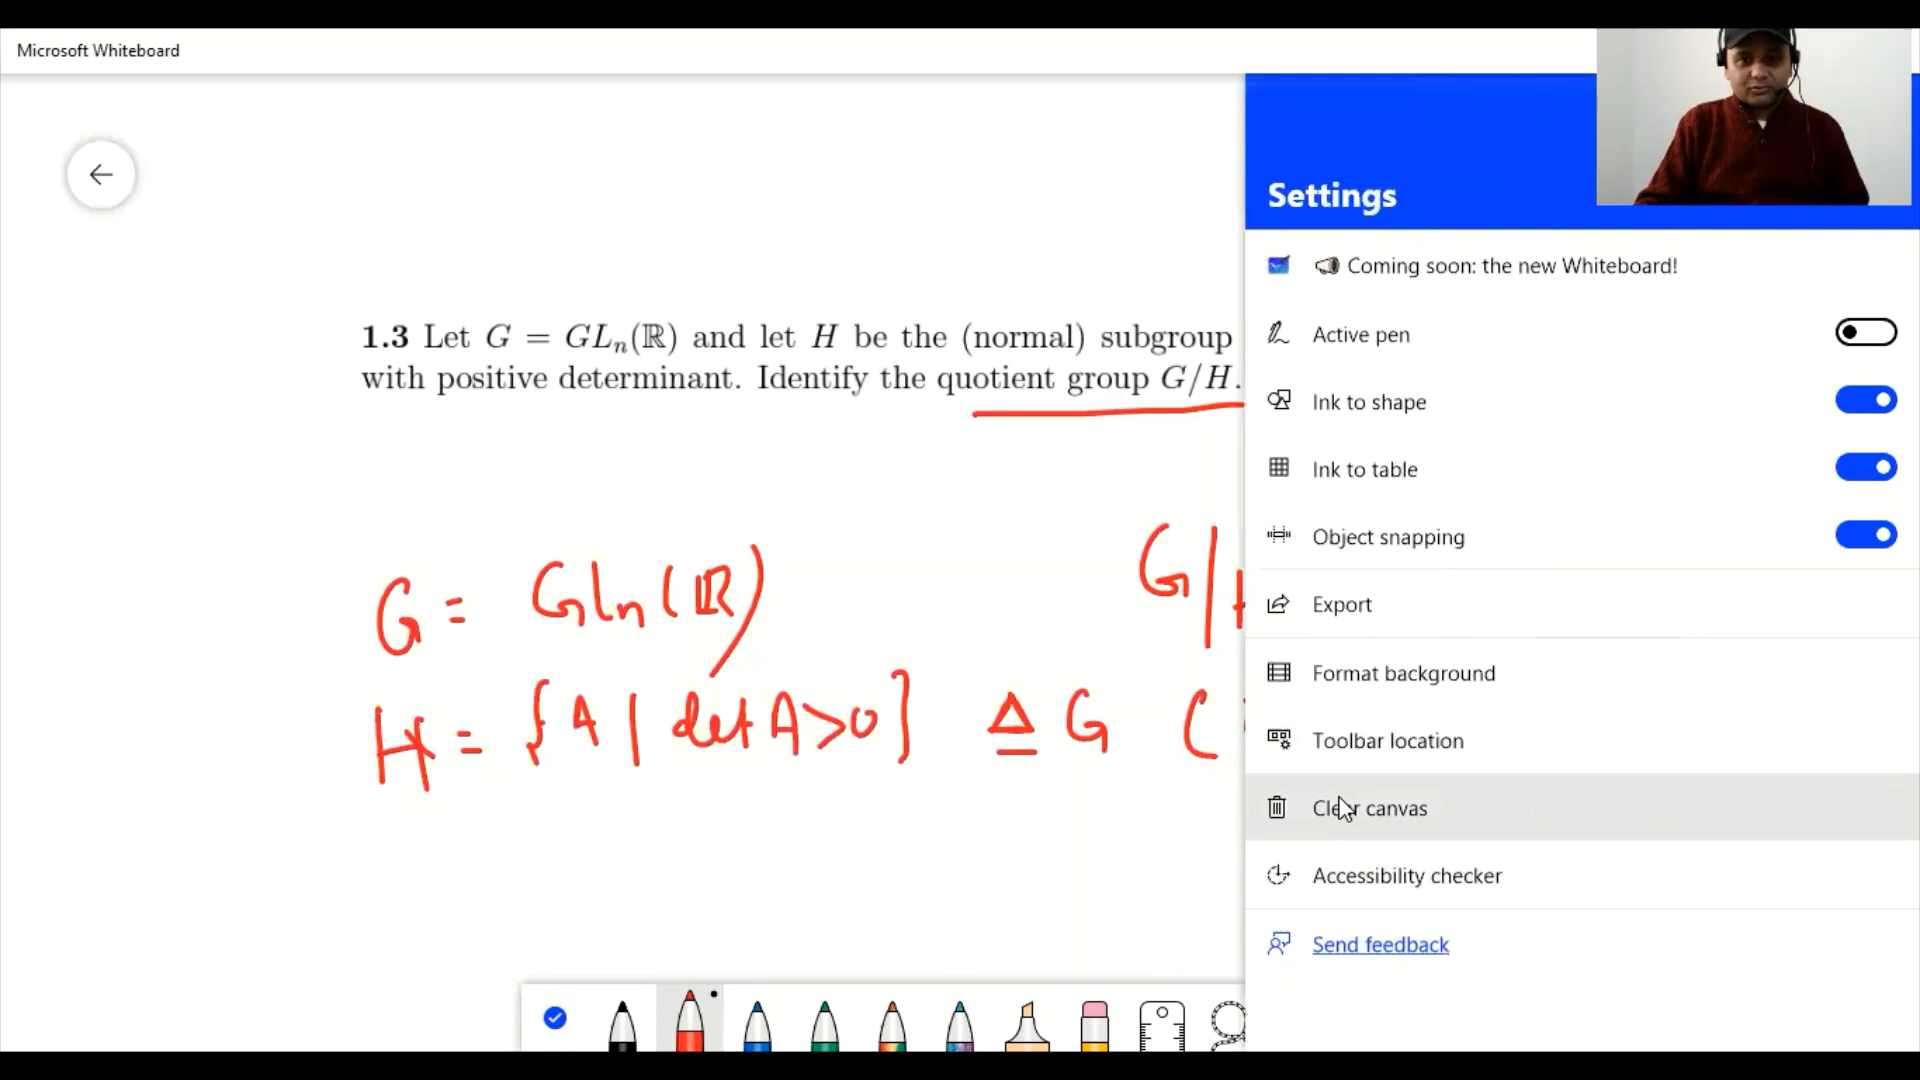 Microsoft Whiteboard
Settings
📣 Coming soon: the new Whiteboard!
Active pen
Ink to shape
Ink to table
Object snapping
Export
Format background
Toolbar location
Clear canvas
Accessibility checker
Send feedback
1.3 Let G = GLₙ(ℝ) and let H be the (normal) subgroup
with positive determinant. Identify the quotient group G/H.
G = Gln(ℝ)
G/
H = {A | det A > 0} Δ G (